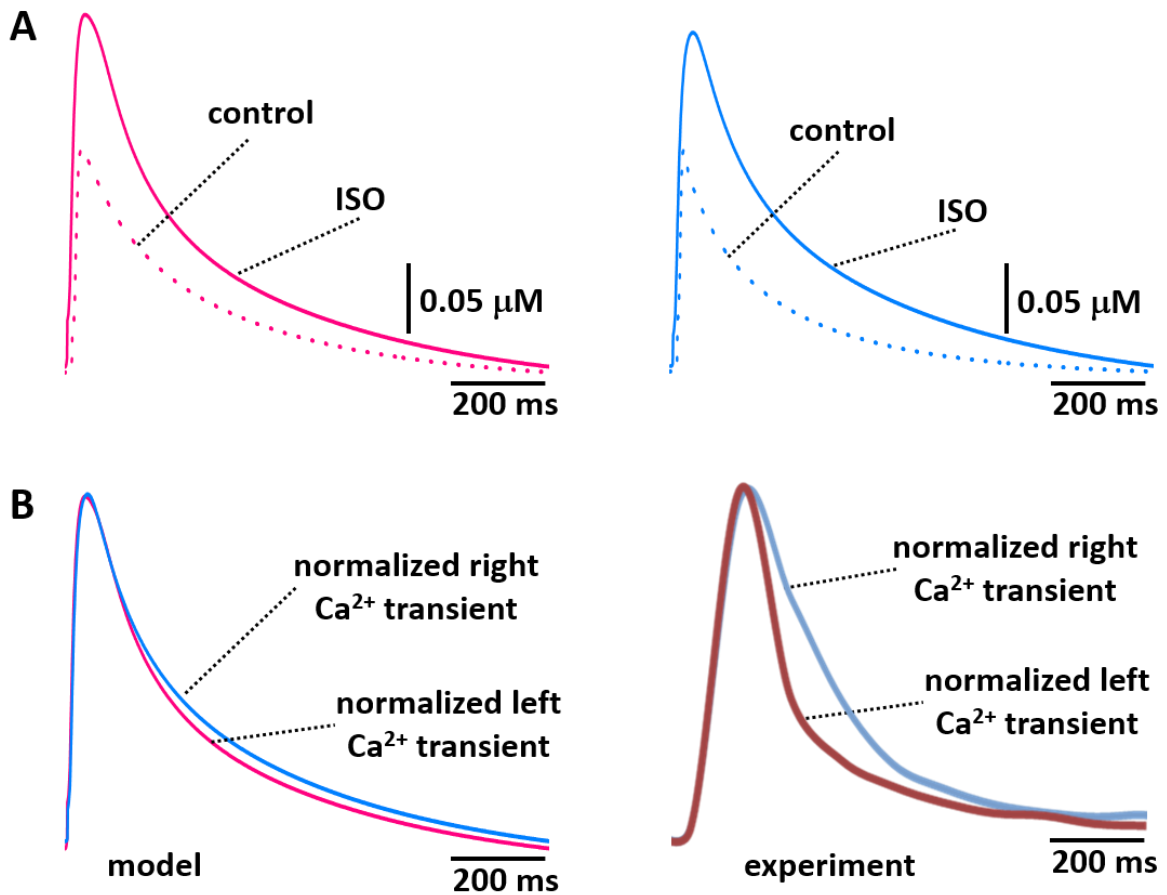 A
control
ISO
0.05 μM
200 ms
control
ISO
0.05 μM
200 ms
B
normalized right
Ca²⁺ transient
normalized left
Ca²⁺ transient
model
200 ms
normalized right
Ca²⁺ transient
normalized left
Ca²⁺ transient
experiment
200 ms